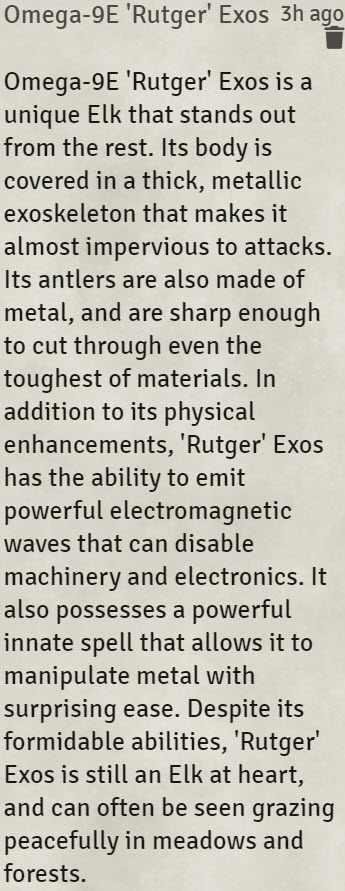 Omega-9E 'Rutger' Exos 3h ago
Omega-9E 'Rutger' Exos is a
unique Elk that stands out
from the rest. Its body is
covered in a thick, metallic
exoskeleton that makes it
almost impervious to attacks.
Its antlers are also made of
metal, and are sharp enough
to cut through even the
toughest of materials. In
addition to its physical
enhancements, 'Rutger' Exos
has the ability to emit
powerful electromagnetic
waves that can disable
machinery and electronics. It
also possesses a powerful
innate spell that allows it to
manipulate metal with
surprising ease. Despite its
formidable abilities, 'Rutger'
Exos is still an Elk at heart,
and can often be seen grazing
peacefully in meadows and
forests.